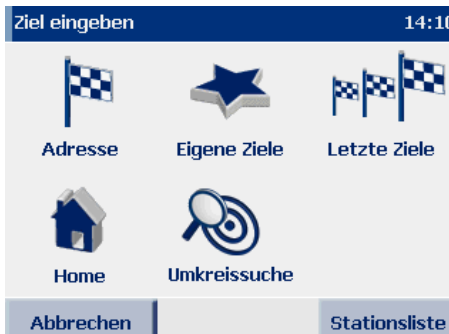 Ziel eingeben 14:10
Adresse Eigene Ziele Letzte Ziele
Home Umkreissuche
Abbrechen Stationsliste